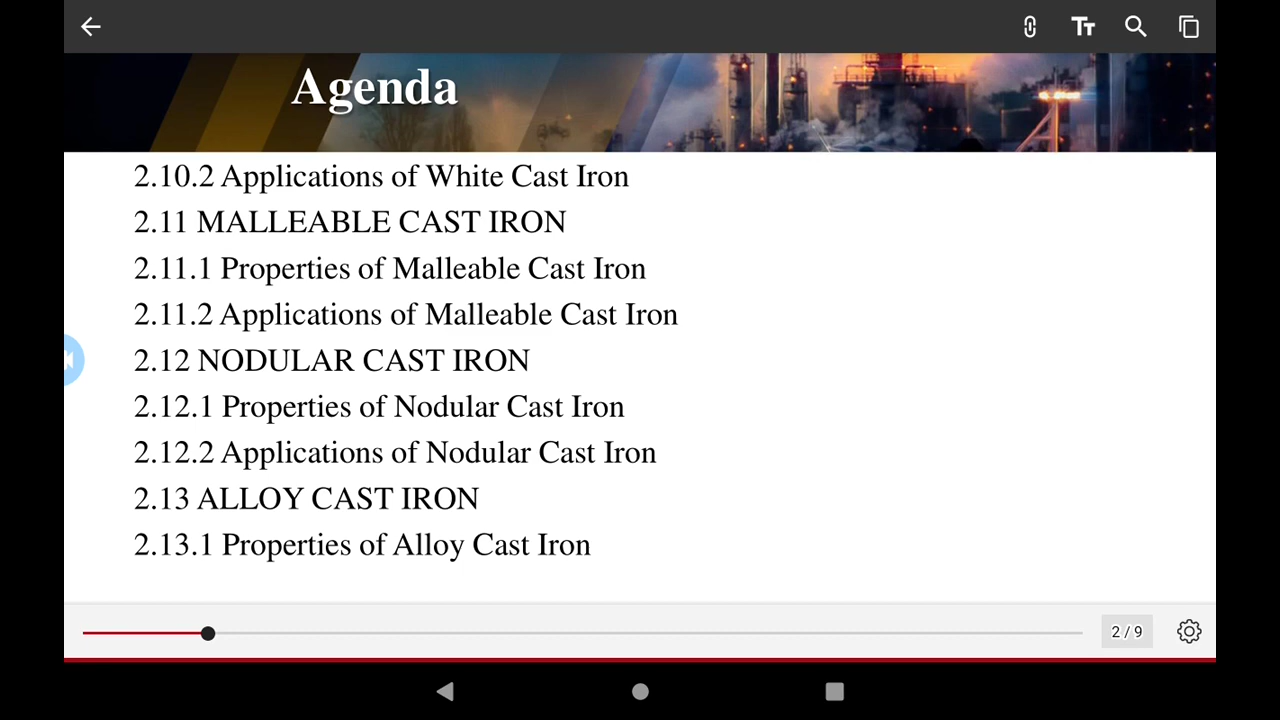 Agenda
2.10.2 Applications of White Cast Iron
2.11 MALLEABLE CAST IRON
2.11.1 Properties of Malleable Cast Iron
2.11.2 Applications of Malleable Cast Iron
2.12 NODULAR CAST IRON
2.12.1 Properties of Nodular Cast Iron
2.12.2 Applications of Nodular Cast Iron
2.13 ALLOY CAST IRON
2.13.1 Properties of Alloy Cast Iron
2 / 9